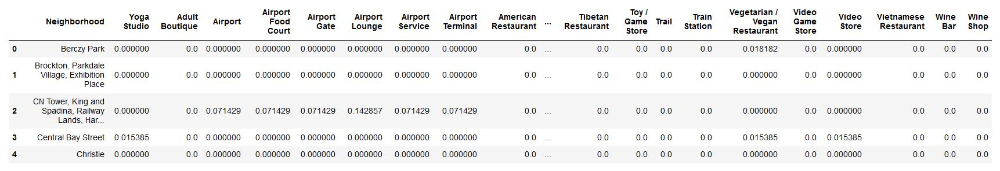 Neighborhood Yoga Studio Adult Boutique Airport Airport Food Court Airport Gate Airport Lounge Airport Service Airport Terminal American Restaurant ... Tibetan Restaurant Toy / Game Store Trail Train Station Vegetarian / Vegan Restaurant Video Game Store Video Store Vietnamese Restaurant Wine Bar Wine Shop
0 Berczy Park 0.000000 0.0 0.000000 0.000000 0.000000 0.000000 0.000000 0.000000 0.0 ... 0.0 0.0 0.0 0.0 0.018182 0.0 0.000000 0.0 0.0 0.0
1 Brockton, Parkdale Village, Exhibition Place 0.000000 0.0 0.000000 0.000000 0.000000 0.000000 0.000000 0.000000 0.0 ... 0.0 0.0 0.0 0.0 0.000000 0.0 0.000000 0.0 0.0 0.0
2 CN Tower, King and Spadina, Railway Lands, Har... 0.000000 0.0 0.071429 0.071429 0.071429 0.142857 0.071429 0.071429 0.0 ... 0.0 0.0 0.0 0.0 0.000000 0.0 0.000000 0.0 0.0 0.0
3 Central Bay Street 0.015385 0.0 0.000000 0.000000 0.000000 0.000000 0.000000 0.000000 0.0 ... 0.0 0.0 0.0 0.0 0.015385 0.0 0.015385 0.0 0.0 0.0
4 Christie 0.000000 0.0 0.000000 0.000000 0.000000 0.000000 0.000000 0.000000 0.0 ... 0.0 0.0 0.0 0.0 0.000000 0.0 0.000000 0.0 0.0 0.0